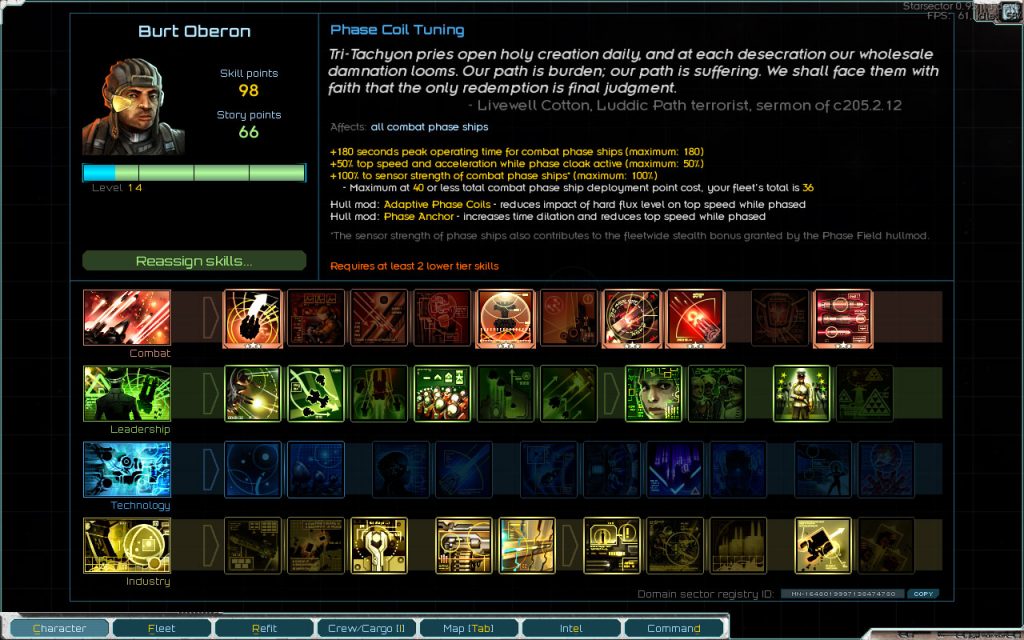 Starsector 0.95
FPS: 61
Burt Oberon
Skill points
98
Story points
66
Level 14
Reassign skills...
Phase Coil Tuning
Tri-Tachyon pries open holy creation daily, and at each desecration our wholesale
damnation looms. Our path is burden; our path is suffering. We shall face them with
faith that the only redemption is final judgment.
- Livewell Cotton, Luddic Path terrorist, sermon of c205.2.12
Affects: all combat phase ships
+180 seconds peak operating time for combat phase ships (maximum: 180)
+50% top speed and acceleration while phase cloak active (maximum: 50%)
+100% to sensor strength of combat phase ships* (maximum: 100%)
- Maximum at 40 or less total combat phase ship deployment point cost, your fleet's total is 36
Hull mod: Adaptive Phase Coils - reduces impact of hard flux level on top speed while phased
Hull mod: Phase Anchor - increases time dilation and reduces top speed while phased
*The sensor strength of phase ships also contributes to the fleetwide stealth bonus granted by the Phase Field hullmod.
Requires at least 2 lower tier skills
Combat
Leadership
Technology
Industry
Domain sector registry ID:
COPY
Character
Fleet
Refit
Crew/Cargo [I]
Map [Tab]
Intel
Command